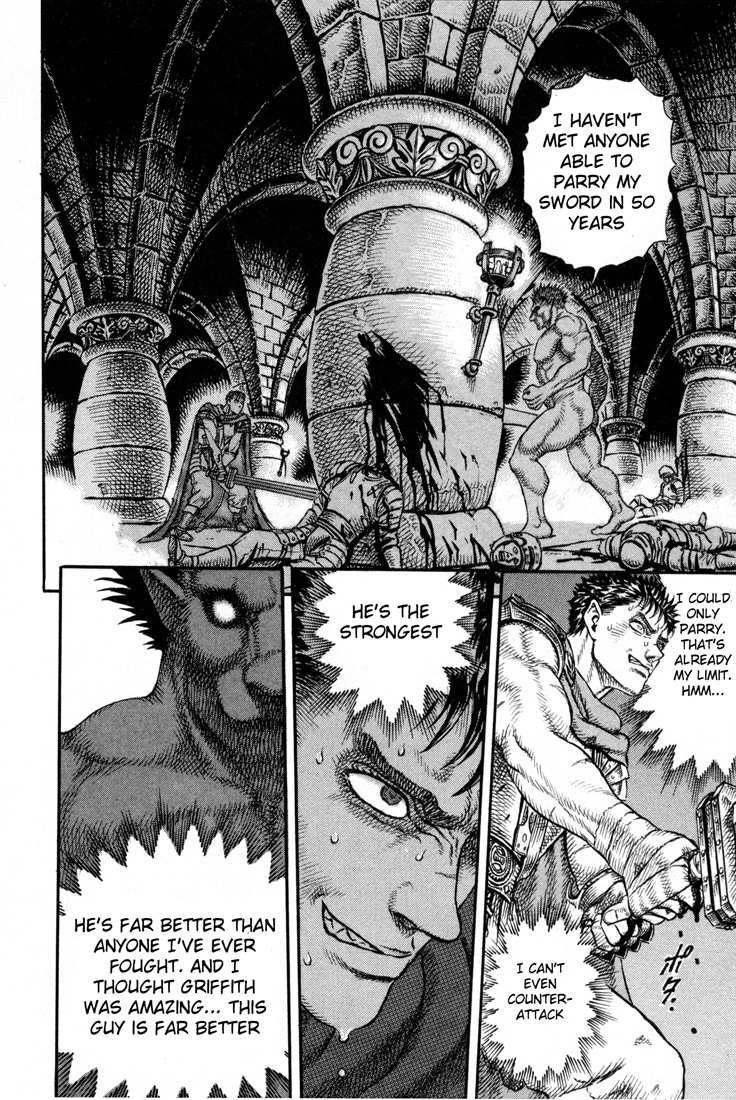 I HAVEN'T
MET ANYONE
ABLE TO
PARRY MY
SWORD IN 50
YEARS
I COULD
ONLY
PARRY.
THAT'S
ALREADY
MY LIMIT.
HMM...
I CAN'T
EVEN
COUNTER-
ATTACK
ポタ
HE'S THE
STRONGEST
HE'S FAR BETTER THAN
ANYONE I'VE EVER
FOUGHT. AND I
THOUGHT GRIFFITH
WAS AMAZING... THIS
GUY IS FAR BETTER